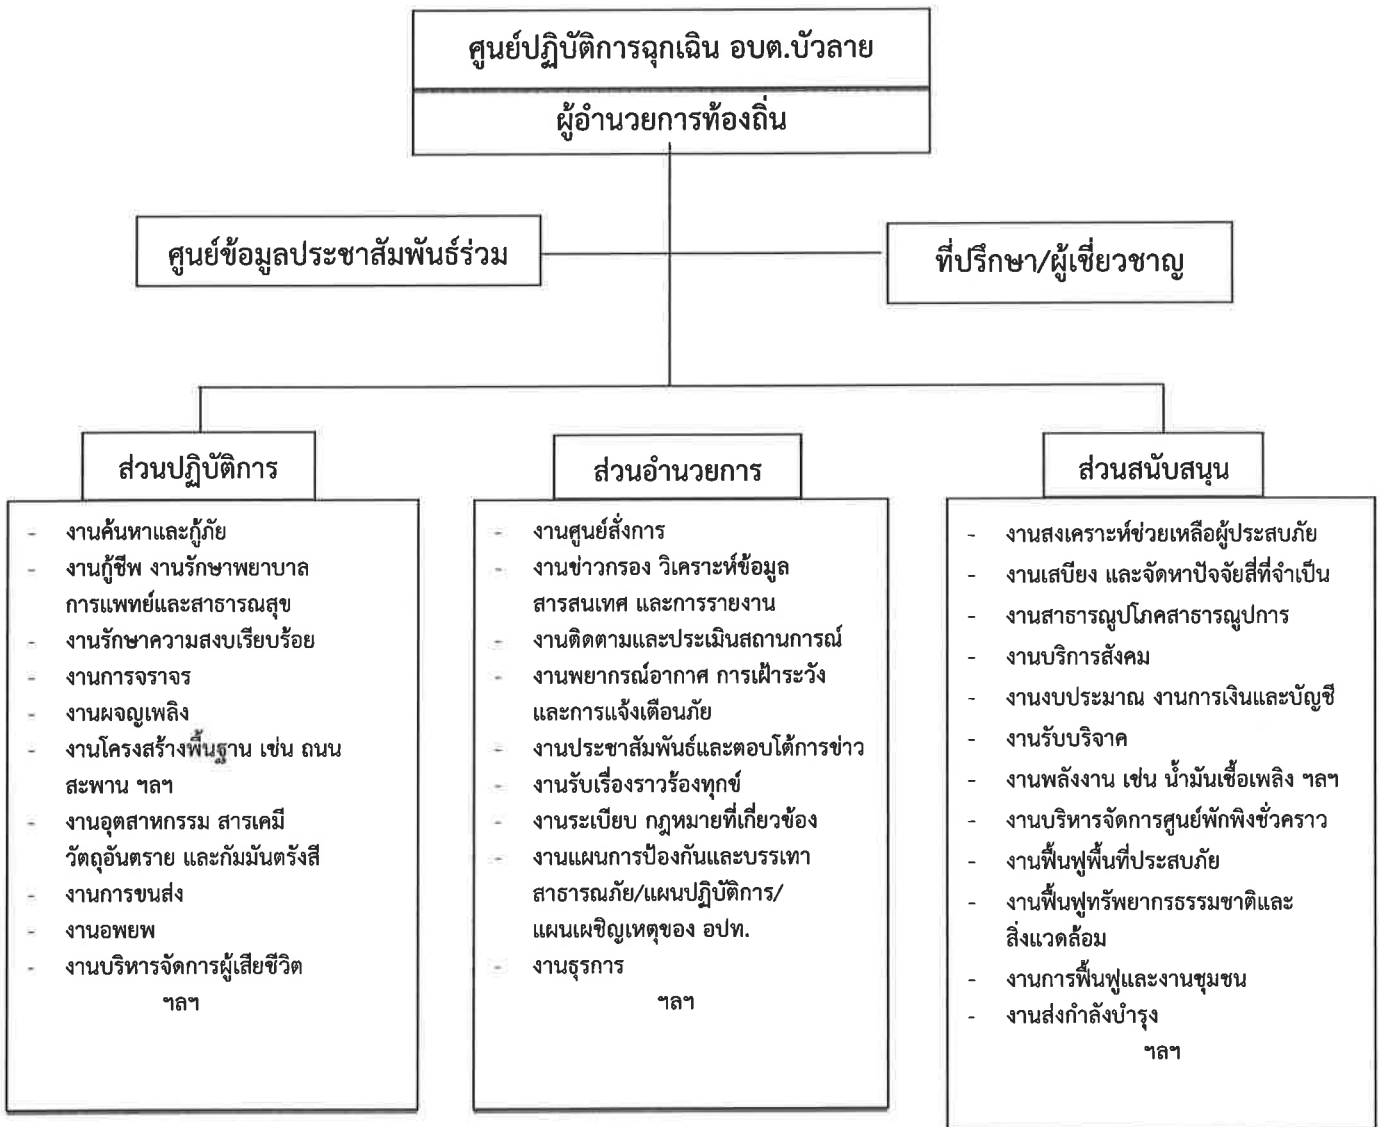 ศูนย์ปฏิบัติการฉุกเฉิน อบต.บัวลาย
ผู้อำนวยการท้องถิ่น
ศูนย์ข้อมูลประชาสัมพันธ์ร่วม
ที่ปรึกษา/ผู้เชี่ยวชาญ
ส่วนปฏิบัติการ
- งานค้นหาและกู้ภัย
- งานกู้ชีพ งานรักษาพยาบาล
การแพทย์และสาธารณสุข
- งานรักษาความสงบเรียบร้อย
- งานการจราจร
- งานผจญเพลิง
- งานโครงสร้างพื้นฐาน เช่น ถนน
สะพาน ฯลฯ
- งานอุตสาหกรรม สารเคมี
วัตถุอันตราย และกัมมันตรังสี
- งานการขนส่ง
- งานอพยพ
- งานบริหารจัดการผู้เสียชีวิต
ฯลฯ
ส่วนอำนวยการ
- งานศูนย์สั่งการ
- งานข่าวกรอง วิเคราะห์ข้อมูล
สารสนเทศ และการรายงาน
- งานติดตามและประเมินสถานการณ์
- งานพยากรณ์อากาศ การเฝ้าระวัง
และการแจ้งเตือนภัย
- งานประชาสัมพันธ์และตอบโต้การข่าว
- งานรับเรื่องราวร้องทุกข์
- งานระเบียบ กฎหมายที่เกี่ยวข้อง
- งานแผนการป้องกันและบรรเทา
สาธารณภัย/แผนปฏิบัติการ/
แผนเผชิญเหตุของ อปท.
- งานธุรการ
ฯลฯ
ส่วนสนับสนุน
- งานสงเคราะห์ช่วยเหลือผู้ประสบภัย
- งานเสบียง และจัดหาปัจจัยสี่ที่จำเป็น
- งานสาธารณูปโภคสาธารณูปการ
- งานบริการสังคม
- งานงบประมาณ งานการเงินและบัญชี
- งานรับบริจาค
- งานพลังงาน เช่น น้ำมันเชื้อเพลิง ฯลฯ
- งานบริหารจัดการศูนย์พักพิงชั่วคราว
- งานฟื้นฟูพื้นที่ประสบภัย
- งานฟื้นฟูทรัพยากรธรรมชาติและ
สิ่งแวดล้อม
- งานการฟื้นฟูและงานชุมชน
- งานส่งกำลังบำรุง
ฯลฯ